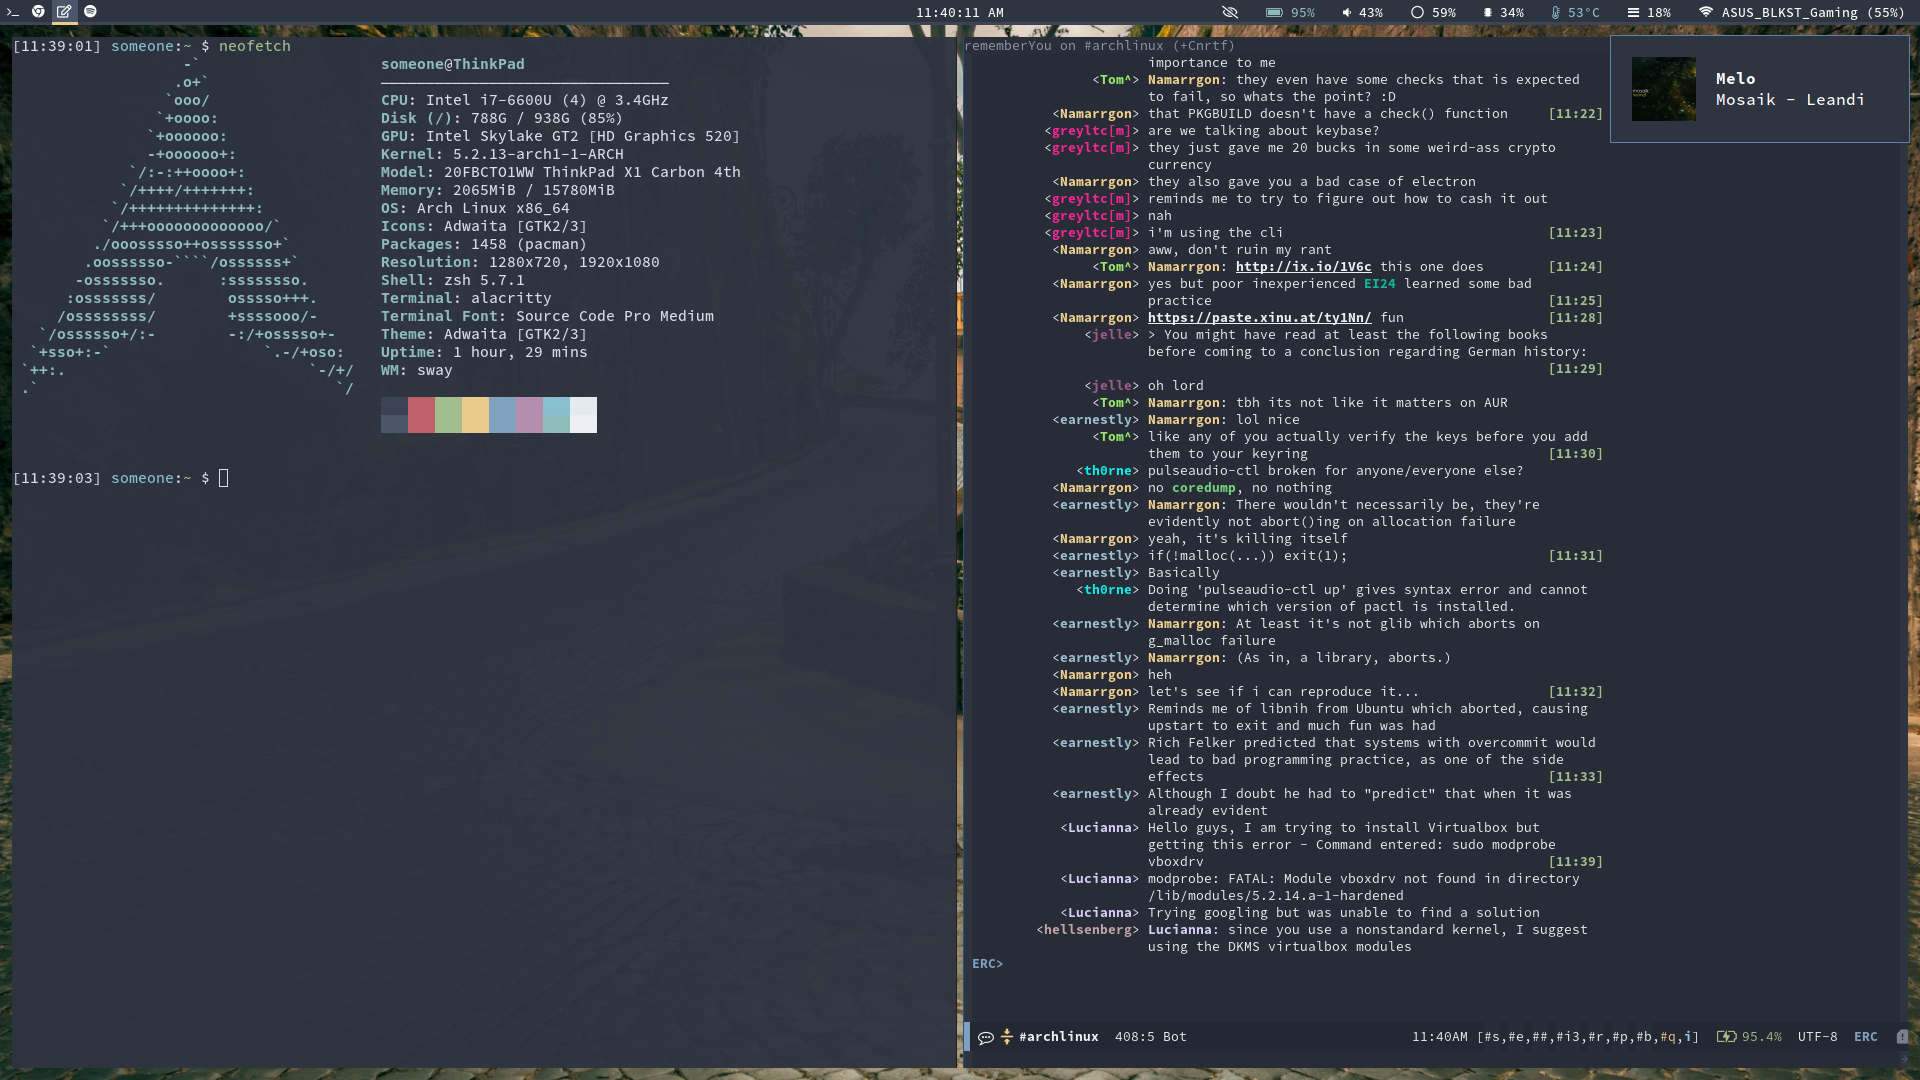 11:40:11 AM
95% 43% 59% 34% 53°C 18% ASUS_BLKST_Gaming (55%)
[11:39:01] someone:~ $ neofetch
-`
.o+`
`ooo/
`+oooo:
`+oooooo:
-+oooooo+:
`/:-:++oooo+:
`/++++/+++++++:
`/++++++++++++++:
`/+++ooooooooooooo/`
./ooosssso++osssssso+`
.oossssso-````/ossssss+`
-osssssso. :ssssssso.
:osssssss/ osssso+++.
/ossssssss/ +ssssooo/-
`/ossssso+/:- -:/+osssso+-
`+sso+:-` `.-/+oso:
`++:. `-/+/
.` `/
someone@ThinkPad
CPU: Intel i7-6600U (4) @ 3.4GHz
Disk (/): 788G / 938G (85%)
GPU: Intel Skylake GT2 [HD Graphics 520]
Kernel: 5.2.13-arch1-1-ARCH
Model: 20FBCTO1WW ThinkPad X1 Carbon 4th
Memory: 2065MiB / 15780MiB
OS: Arch Linux x86_64
Icons: Adwaita [GTK2/3]
Packages: 1458 (pacman)
Resolution: 1280x720, 1920x1080
Shell: zsh 5.7.1
Terminal: alacritty
Terminal Font: Source Code Pro Medium
Theme: Adwaita [GTK2/3]
Uptime: 1 hour, 29 mins
WM: sway
[11:39:03] someone:~ $
rememberYou on #archlinux (+Cnrtf)
importance to me
<Tom^> Namarrgon: they even have some checks that is expected
to fail, so whats the point? :D
<Namarrgon> that PKGBUILD doesn't have a check() function [11:22]
<greyltc[m]> are we talking about keybase?
<greyltc[m]> they just gave me 20 bucks in some weird-ass crypto
currency
<Namarrgon> they also gave you a bad case of electron
<greyltc[m]> reminds me to try to figure out how to cash it out
<greyltc[m]> nah
<greyltc[m]> i'm using the cli [11:23]
<Namarrgon> aww, don't ruin my rant
<Tom^> Namarrgon: http://ix.io/1V6c this one does [11:24]
<Namarrgon> yes but poor inexperienced EI24 learned some bad
practice [11:25]
<Namarrgon> https://paste.xinu.at/ty1Nn/ fun [11:28]
<jelle> > You might have read at least the following books
before coming to a conclusion regarding German history:
[11:29]
<jelle> oh lord
<Tom^> Namarrgon: tbh its not like it matters on AUR
<earnestly> Namarrgon: lol nice
<Tom^> like any of you actually verify the keys before you add
them to your keyring [11:30]
<th0rne> pulseaudio-ctl broken for anyone/everyone else?
<Namarrgon> no coredump, no nothing
<earnestly> Namarrgon: There wouldn't necessarily be, they're
evidently not abort()ing on allocation failure
<Namarrgon> yeah, it's killing itself
<earnestly> if(!malloc(...)) exit(1); [11:31]
<earnestly> Basically
<th0rne> Doing 'pulseaudio-ctl up' gives syntax error and cannot
determine which version of pactl is installed.
<earnestly> Namarrgon: At least it's not glib which aborts on
g_malloc failure
<earnestly> Namarrgon: (As in, a library, aborts.)
<Namarrgon> heh
<Namarrgon> let's see if i can reproduce it... [11:32]
<earnestly> Reminds me of libnih from Ubuntu which aborted, causing
upstart to exit and much fun was had
<earnestly> Rich Felker predicted that systems with overcommit would
lead to bad programming practice, as one of the side
effects [11:33]
<earnestly> Although I doubt he had to "predict" that when it was
already evident
<Lucianna> Hello guys, I am trying to install Virtualbox but
getting this error - Command entered: sudo modprobe
vboxdrv [11:39]
<Lucianna> modprobe: FATAL: Module vboxdrv not found in directory
/lib/modules/5.2.14.a-1-hardened
<Lucianna> Trying googling but was unable to find a solution
<hellsenberg> Lucianna: since you use a nonstandard kernel, I suggest
using the DKMS virtualbox modules
ERC>
#archlinux 408:5 Bot 11:40AM [#s,#e,##,#i3,#r,#p,#b,#q,i] 95.4% UTF-8 ERC
Melo
Mosaik - Leandi